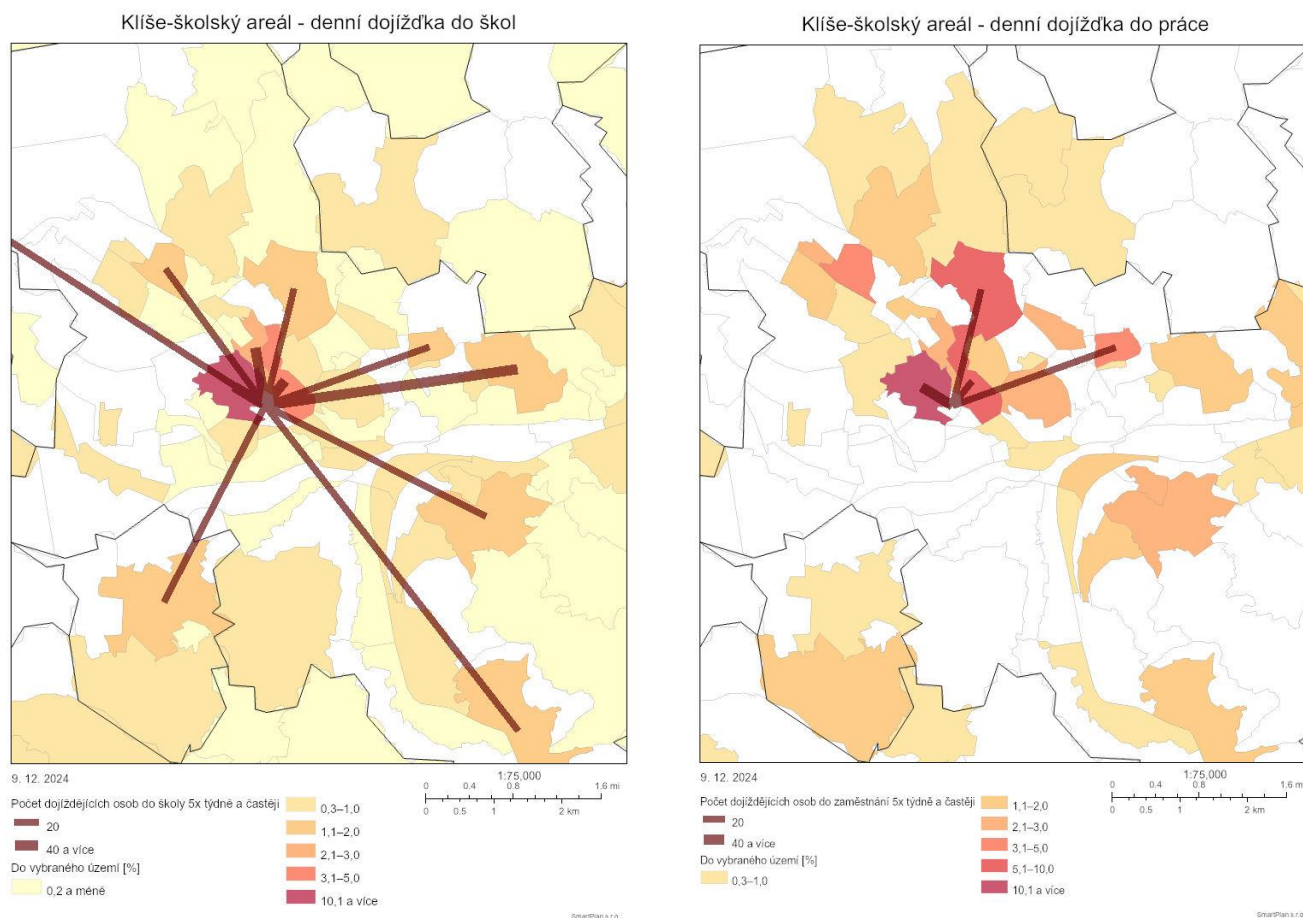 Klíše-školský areál - denní dojížďka do škol
9. 12. 2024
1:75,000
0 0.4 0.8 1.6 mi
0 0.5 1 2 km
Počet dojíždějících osob do školy 5x týdně a častěji
20
40 a více
Do vybraného území [%]
0,2 a méně
0,3–1,0
1,1–2,0
2,1–3,0
3,1–5,0
10,1 a více
SmartPlan s.r.o.
Klíše-školský areál - denní dojížďka do práce
9. 12. 2024
1:75,000
0 0.4 0.8 1.6 mi
0 0.5 1 2 km
Počet dojíždějících osob do zaměstnání 5x týdně a častěji
20
40 a více
Do vybraného území [%]
0,3–1,0
1,1–2,0
2,1–3,0
3,1–5,0
5,1–10,0
10,1 a více
SmartPlan s.r.o.